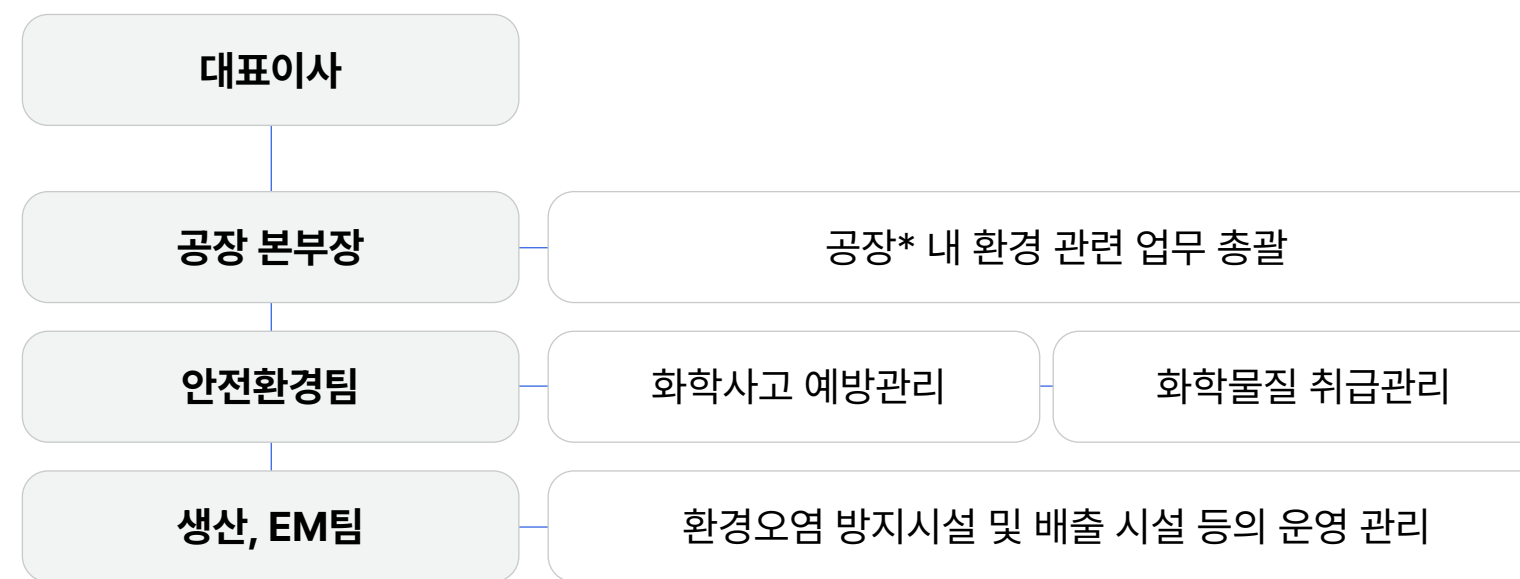 대표이사
공장 본부장
공장* 내 환경 관련 업무 총괄
안전환경팀
화학사고 예방관리
화학물질 취급관리
생산, EM팀
환경오염 방지시설 및 배출 시설 등의 운영 관리